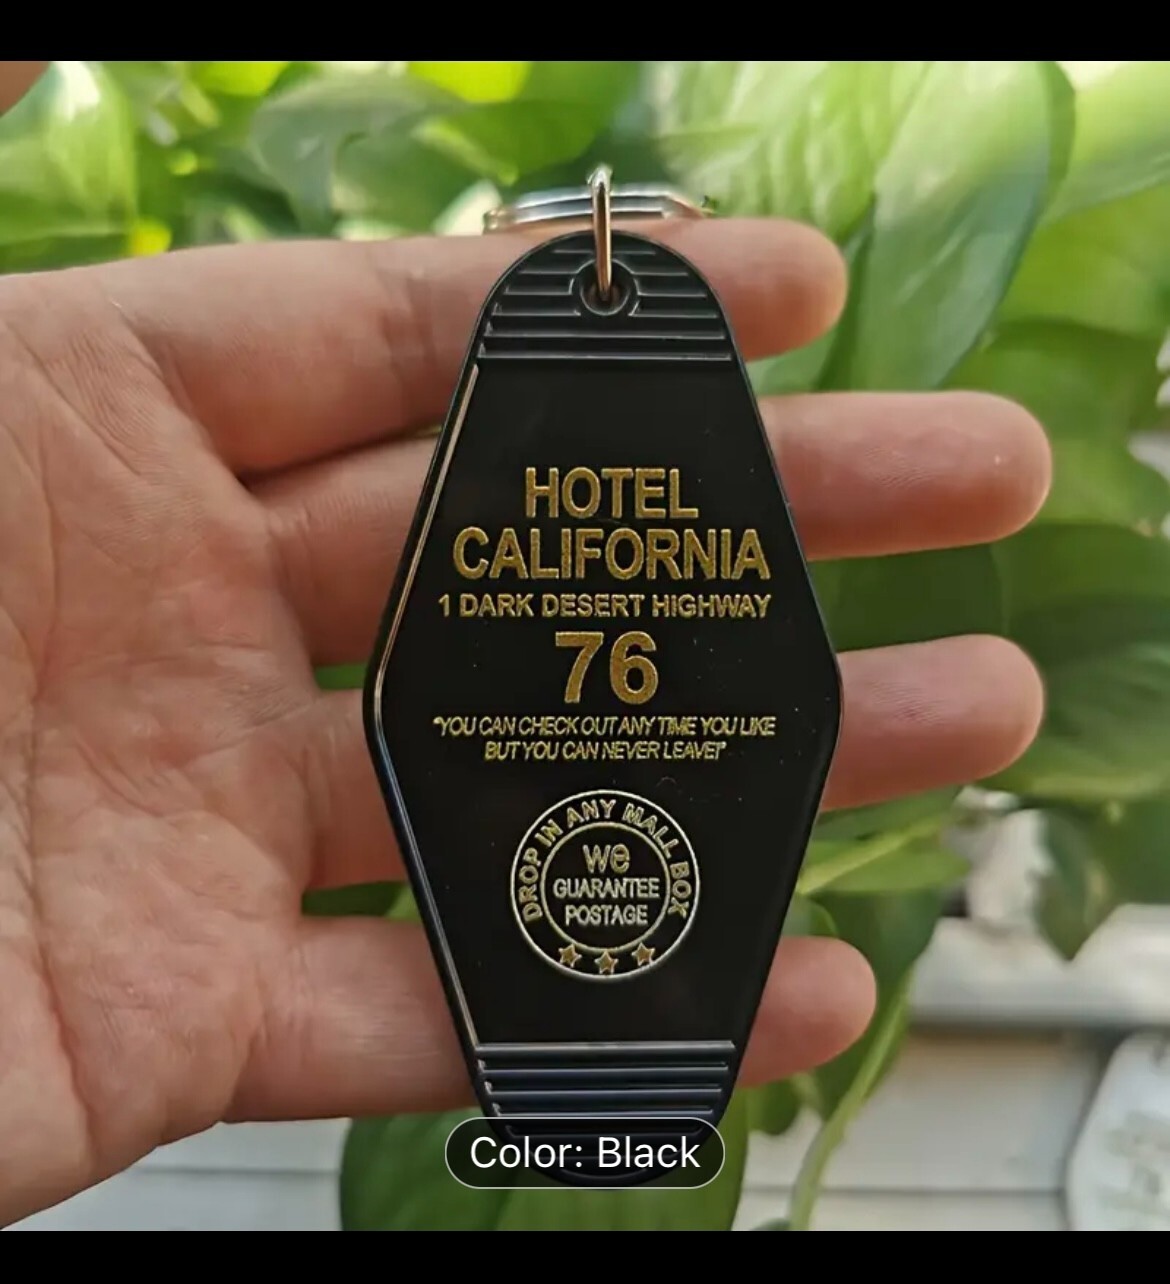 HOTEL
CALIFORNIA
1 DARK DESERT HIGHWAY
76
"YOU CAN CHECK OUT ANY TIME YOU LIKE
BUT YOU CAN NEVER LEAVE!"
DROP IN ANY MALL BOX
We
GUARANTEE
POSTAGE
Color: Black